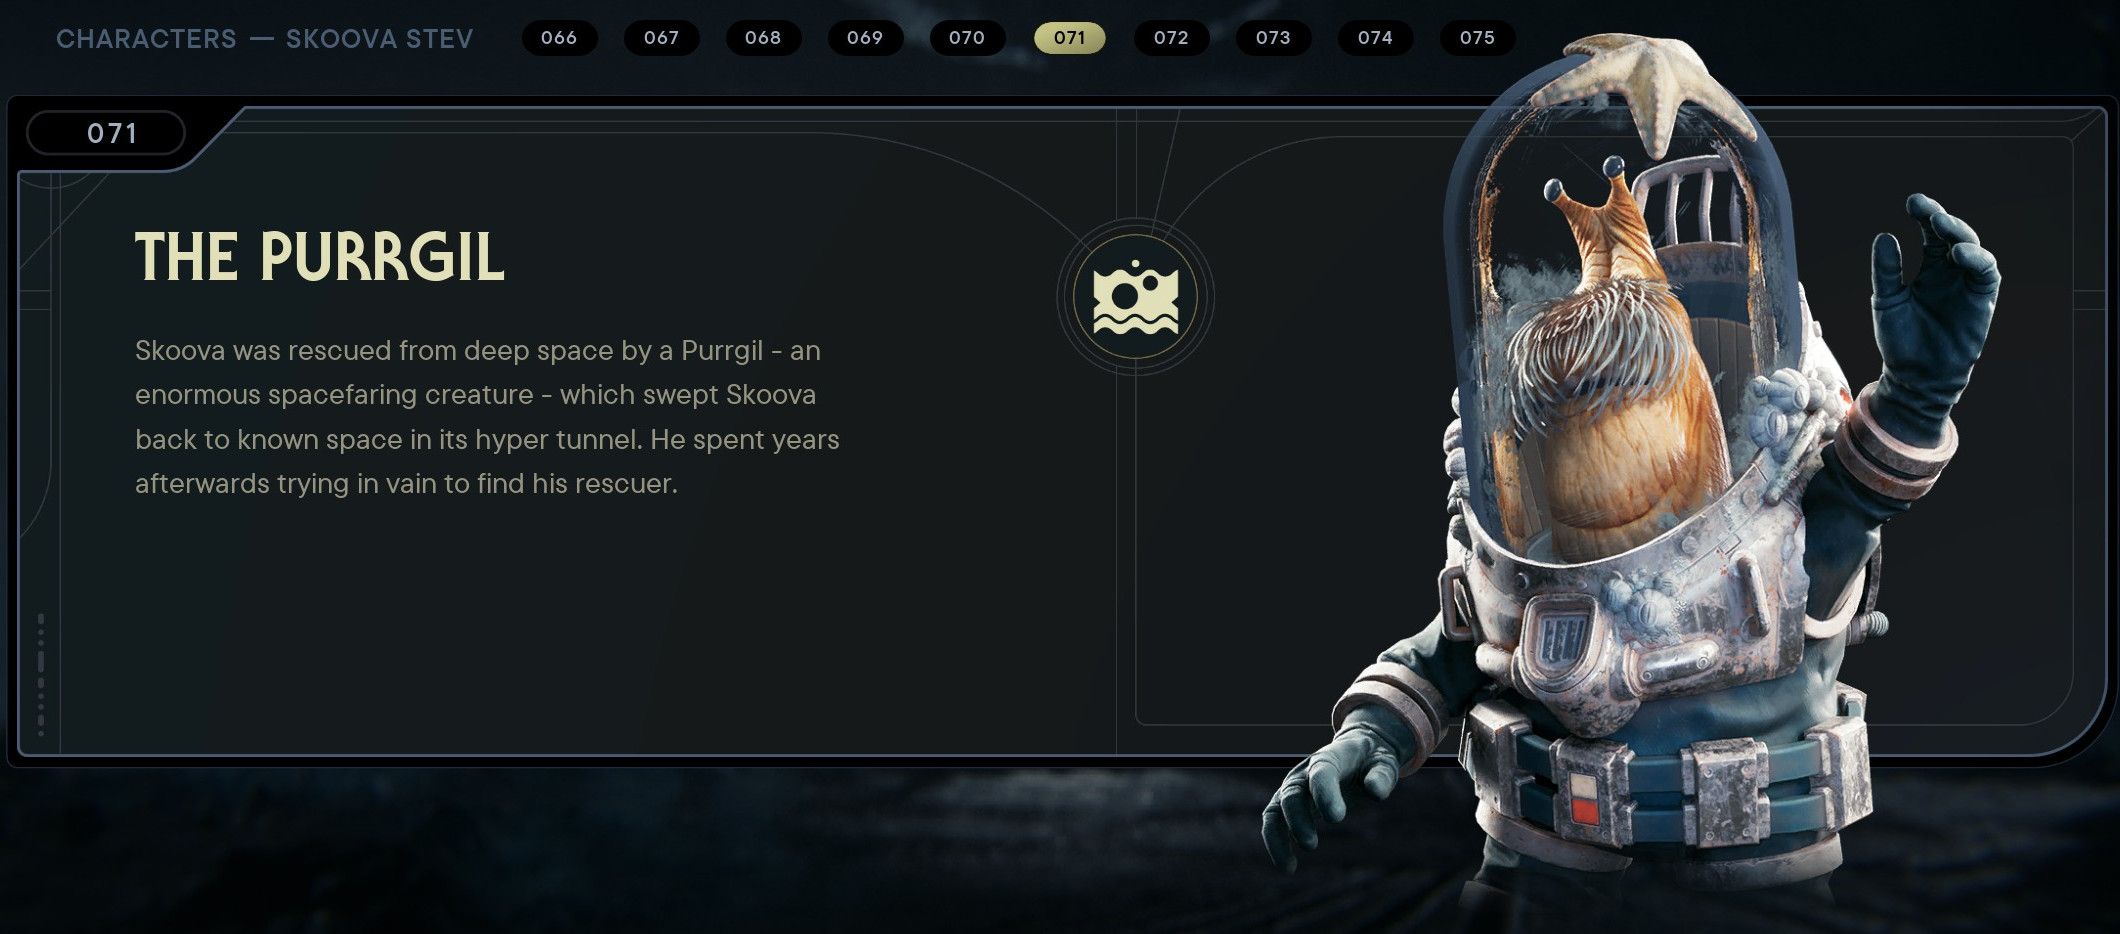 CHARACTERS — SKOOVA STEV
066 067 068 069 070 071 072 073 074 075
071
THE PURRGIL
Skoova was rescued from deep space by a Purrgil - an
enormous spacefaring creature - which swept Skoova
back to known space in its hyper tunnel. He spent years
afterwards trying in vain to find his rescuer.